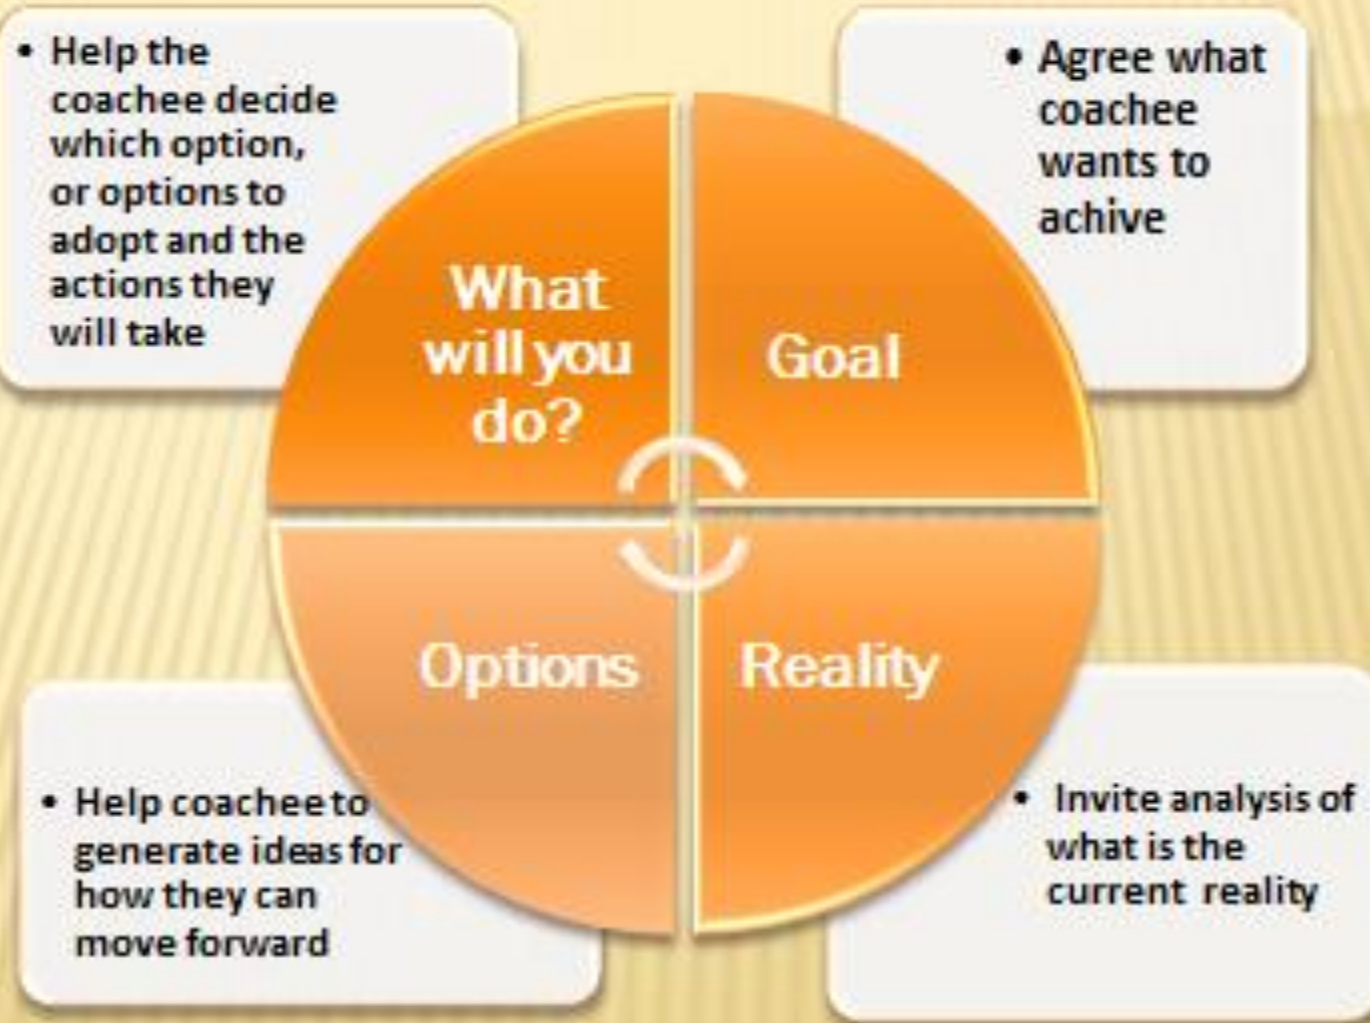 • Help the
coachee decide
which option,
or options to
adopt and the
actions they
will take
• Agree what
coachee
wants to
achive
What
will you
do?
Goal
Options
Reality
• Help coachee to
generate ideas for
how they can
move forward
• Invite analysis of
what is the
current reality